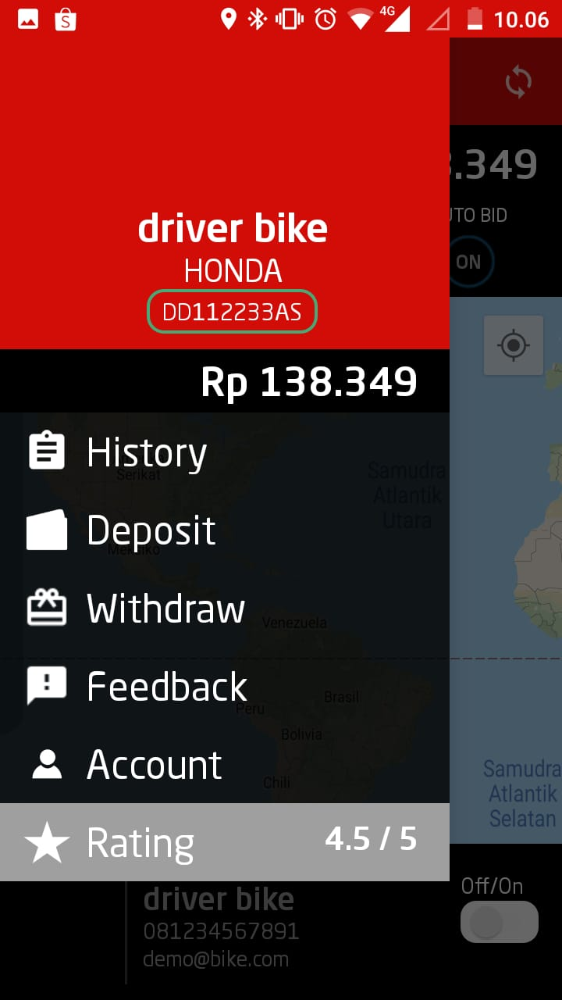 4G
10.06
.349
driver bike
UTO BID
HONDA
ON
DD112233AS
Rp 138.349
History
Serikat
Samudra
Atlantik
Utara
Deposit
Meksiko
Withdraw
Venezuela
Feedback
Brasil
Peru
Bolivia
Account
Chili
Samudra
Atlantik
Selatan
Rating
4.5 / 5
Off/On
driver bike
081234567891
demo@bike.com